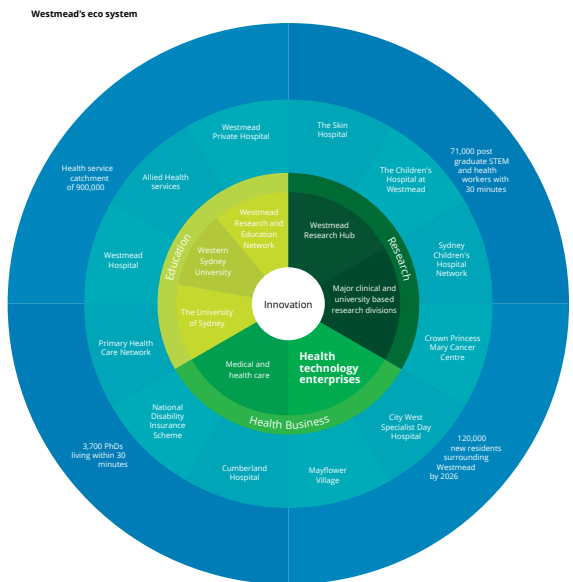 Westmead's eco system
Westmead
Private Hospital
The Skin
Hospital
71,000 post
graduate STEM
and health
workers with
30 minutes
Health service
catchment
of 900,000
Allied Health
services
The Children's
Hospital at
Westmead
Westmead
Research and
Education
Network
Westmead
Research Hub
Education
Research
Western
Sydney
University
Westmead
Hospital
Sydney
Children's
Hospital
Network
Innovation
Major clinical and
university based
research divisions
The University
of Sydney
Primary Health
Care Network
Crown Princess
Mary Cancer
Centre
Medical and
health care
Health
technology
enterprises
Health Business
National
Disability
Insurance
Scheme
City West
Specialist Day
Hospital
3,700 PhDs
living within 30
minutes
120,000
new residents
surrounding
Westmead
by 2026
Cumberland
Hospital
Mayflower
Village